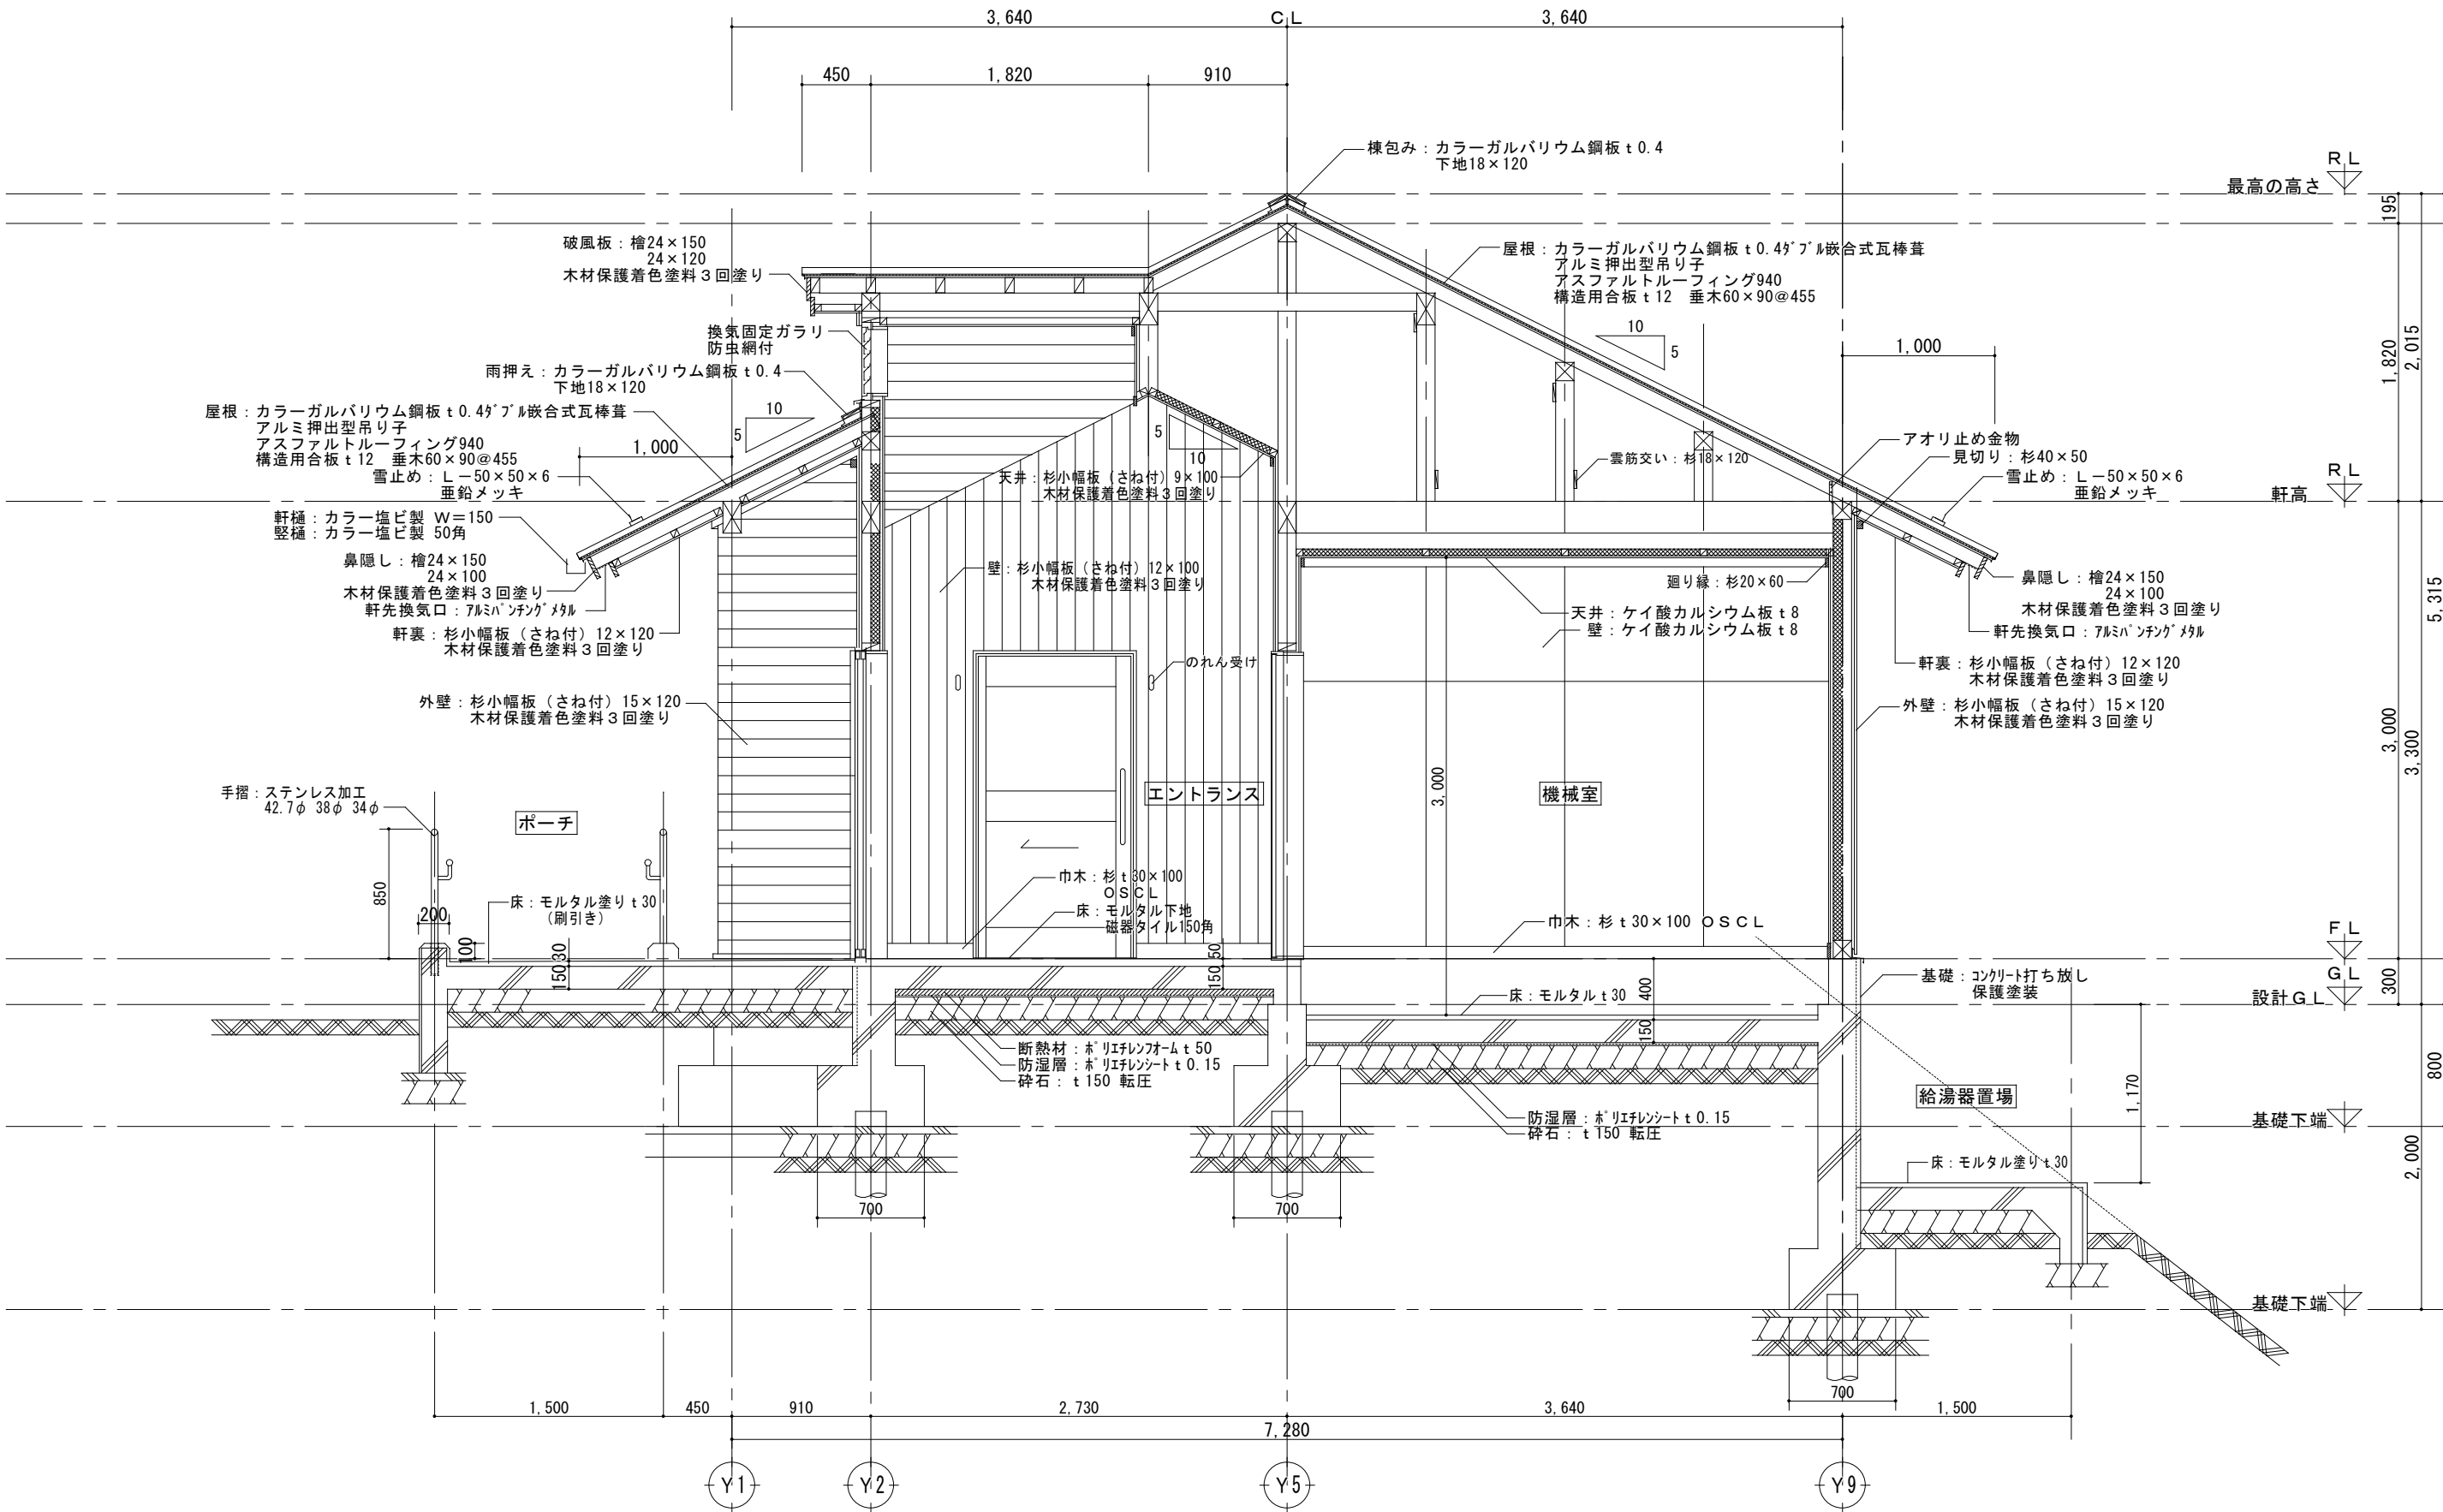 3,640
CL
3,640
450
1,820
910
棟包み：カラーガルバリウム鋼板ｔ0.4
下地18×120
RL
最高の高さ
195
破風板：檜24×150
24×120
木材保護着色塗料３回塗り
屋根：カラーガルバリウム鋼板ｔ0.4ﾀﾞﾌﾞﾙ嵌合式瓦棒葺
アルミ押出型吊り子
アスファルトルーフィング940
構造用合板ｔ12　垂木60×90@455
換気固定ガラリ
防虫網付
10
5
1,000
1,820
2,015
雨押え：カラーガルバリウム鋼板ｔ0.4
下地18×120
屋根：カラーガルバリウム鋼板ｔ0.4ﾀﾞﾌﾞﾙ嵌合式瓦棒葺
アルミ押出型吊り子
アスファルトルーフィング940
構造用合板ｔ12　垂木60×90@455
10
5
1,000
5
10
雪止め：Ｌ－50×50×6
亜鉛メッキ
天井：杉小幅板（さね付）9×100
木材保護着色塗料３回塗り
雲筋交い：杉18×120
アオリ止め金物
見切り：杉40×50
雪止め：Ｌ－50×50×6
亜鉛メッキ
RL
軒高
軒樋：カラー塩ビ製 Ｗ＝150
竪樋：カラー塩ビ製 50角
鼻隠し：檜24×150
24×100
木材保護着色塗料３回塗り
軒先換気口：ｱﾙﾐﾊﾟﾝﾁﾝｸﾞﾒﾀﾙ
軒裏：杉小幅板（さね付）12×120
木材保護着色塗料３回塗り
壁：杉小幅板（さね付）12×100
木材保護着色塗料３回塗り
廻り縁：杉20×60
天井：ケイ酸カルシウム板ｔ8
壁：ケイ酸カルシウム板ｔ8
鼻隠し：檜24×150
24×100
木材保護着色塗料３回塗り
軒先換気口：ｱﾙﾐﾊﾟﾝﾁﾝｸﾞﾒﾀﾙ
5,315
のれん受け
軒裏：杉小幅板（さね付）12×120
木材保護着色塗料３回塗り
外壁：杉小幅板（さね付）15×120
木材保護着色塗料３回塗り
外壁：杉小幅板（さね付）15×120
木材保護着色塗料３回塗り
3,000
3,300
手摺：ステンレス加工
42.7φ 38φ 34φ
ポーチ
エントランス
3,000
機械室
850
200
100
床：モルタル塗りｔ30
（刷引き）
巾木：杉ｔ30×100
ＯＳＣＬ
床：モルタル下地
磁器タイル150角
巾木：杉ｔ30×100 ＯＳＣＬ
FL
30
150
50
150
基礎：ｺﾝｸﾘｰﾄ打ち放し
保護塗装
GL
設計GL
300
床：モルタルｔ30
400
150
断熱材：ﾎﾟﾘｴﾁﾚﾝﾌｫｰﾑｔ50
防湿層：ﾎﾟﾘｴﾁﾚﾝｼｰﾄｔ0.15
砕石：ｔ150 転圧
800
給湯器置場
1,170
防湿層：ﾎﾟﾘｴﾁﾚﾝｼｰﾄｔ0.15
砕石：ｔ150 転圧
基礎下端
床：モルタル塗りｔ30
2,000
700
700
基礎下端
700
1,500
450
910
2,730
3,640
1,500
7,280
Y1
Y2
Y5
Y9